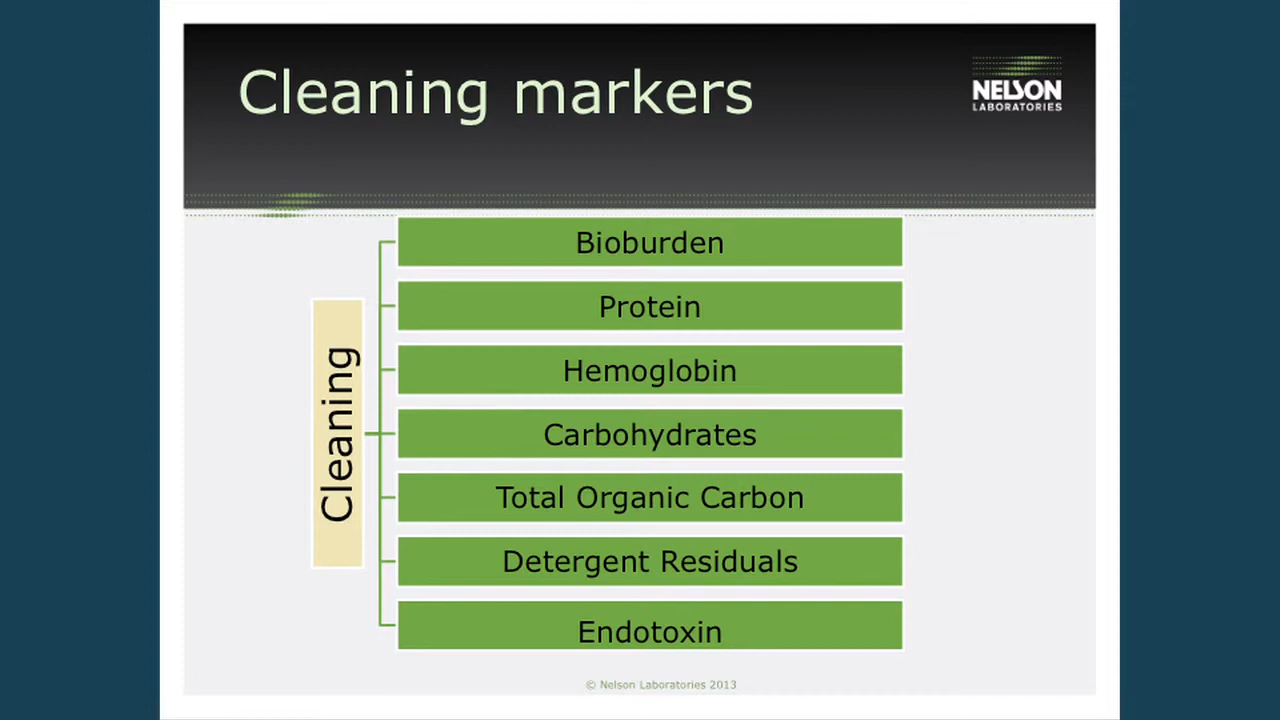 Cleaning markers
NELSON
LABORATORIES
Cleaning
Bioburden
Protein
Hemoglobin
Carbohydrates
Total Organic Carbon
Detergent Residuals
Endotoxin
© Nelson Laboratories 2013